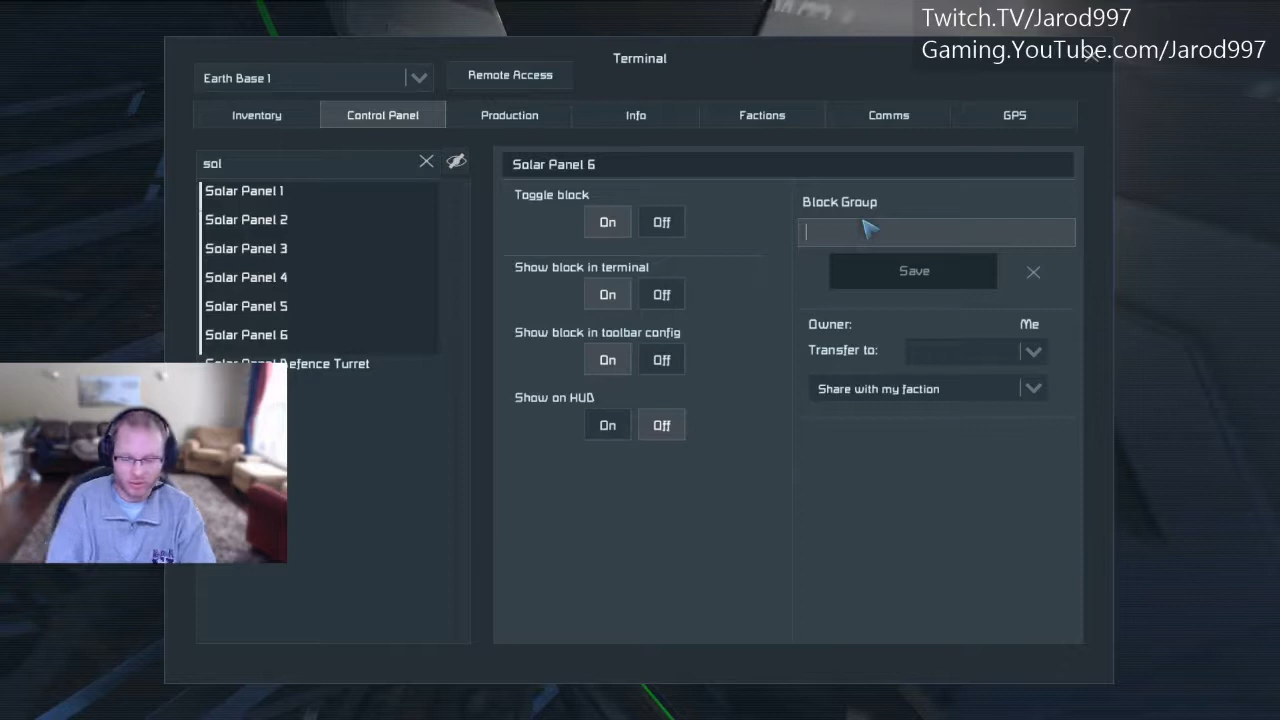 Twitch.TV/Jarod997
Gaming.YouTube.com/Jarod997
Terminal
Earth Base 1
Remote Access
Inventory
Control Panel
Production
Info
Factions
Comms
GPS
sol
Solar Panel 1
Solar Panel 2
Solar Panel 3
Solar Panel 4
Solar Panel 5
Solar Panel 6
Solar Panel Defence Turret
Solar Panel 6
Toggle block
On Off
Show block in terminal
On Off
Show block in toolbar config
On Off
Show on HUD
On Off
Block Group
Save
Owner: Me
Transfer to:
Share with my faction